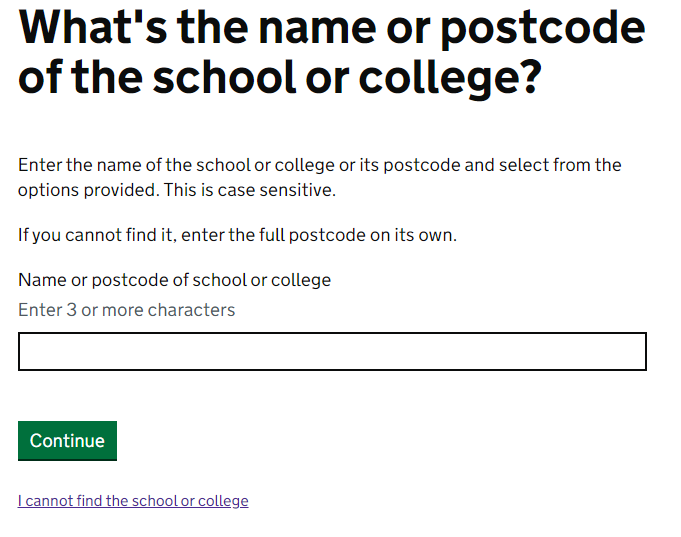 What's the name or postcode
of the school or college?
Enter the name of the school or college or its postcode and select from the
options provided. This is case sensitive.
If you cannot find it, enter the full postcode on its own.
Name or postcode of school or college
Enter 3 or more characters
Continue
I cannot find the school or college